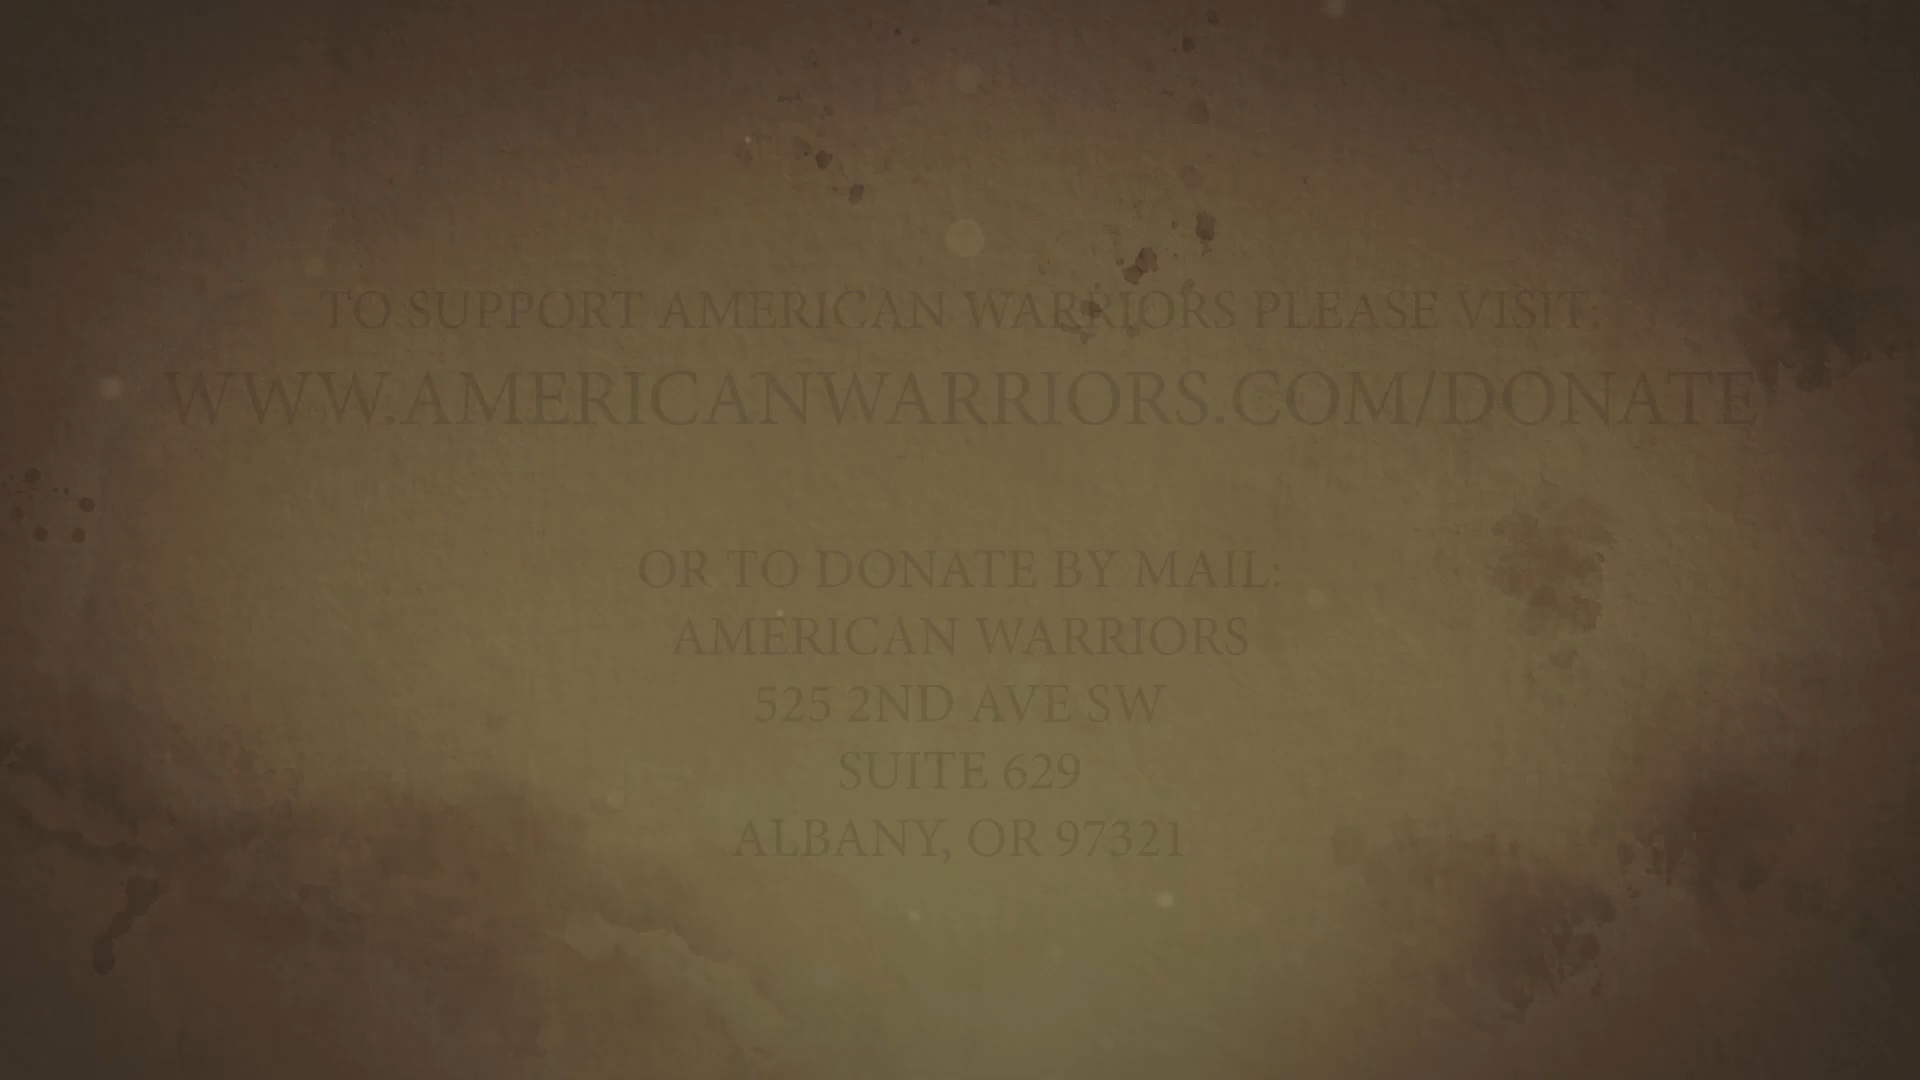 TO SUPPORT AMERICAN WARRIORS PLEASE VISIT:
WWW.AMERICANWARRIORS.COM/DONATE
OR TO DONATE BY MAIL:
AMERICAN WARRIORS
525 2ND AVE SW
SUITE 629
ALBANY, OR 97321